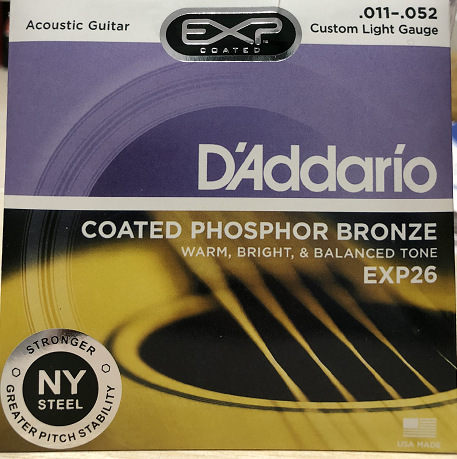 Acoustic Guitar
EXP
COATED
.011–.052
Custom Light Gauge
D'Addario
COATED PHOSPHOR BRONZE
WARM, BRIGHT, & BALANCED TONE
EXP26
STRONGER
NY
STEEL
GREATER PITCH STABILITY
USA MADE